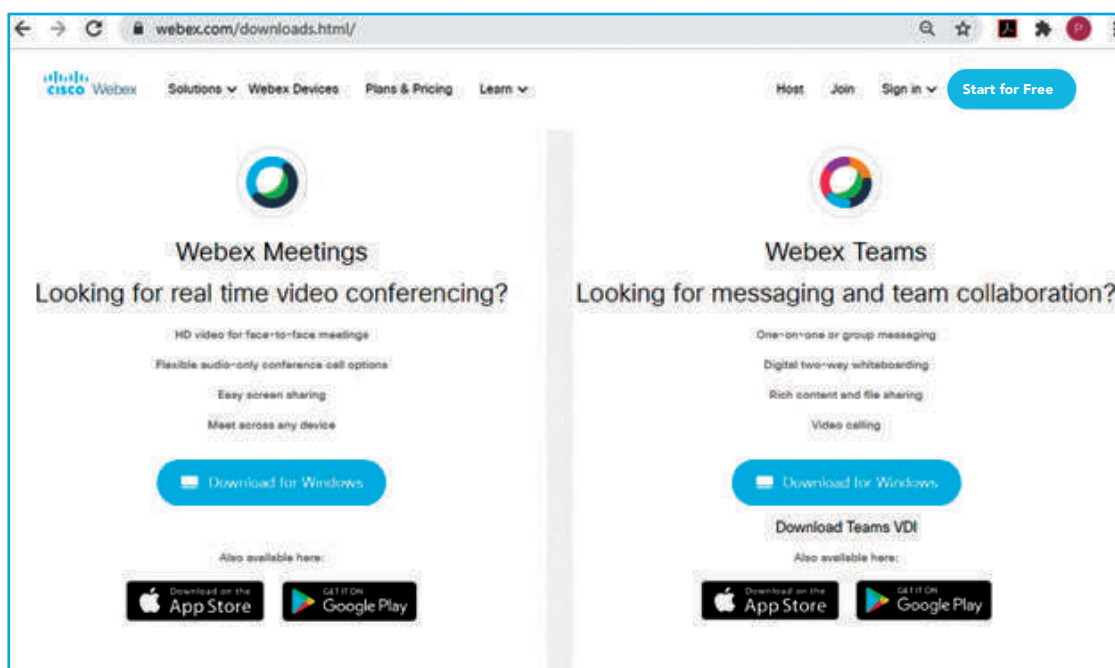 webex.com/downloads.html/
P
CISCO Webex Solutions Webex Devices Plans & Pricing Learn Host Join Sign in Start for Free
Webex Meetings
Looking for real time video conferencing?
HD video for face-to-face meetings
Flexible audio-only conference call options
Easy screen sharing
Meet across any device
Download for Windows
Also available here:
Download on the
App Store
GET IT ON
Google Play
Webex Teams
Looking for messaging and team collaboration?
One-on-one or group messaging
Digital two-way whiteboarding
Rich content and file sharing
Video calling
Download for Windows
Download Teams VDI
Also available here:
Download on the
App Store
GET IT ON
Google Play